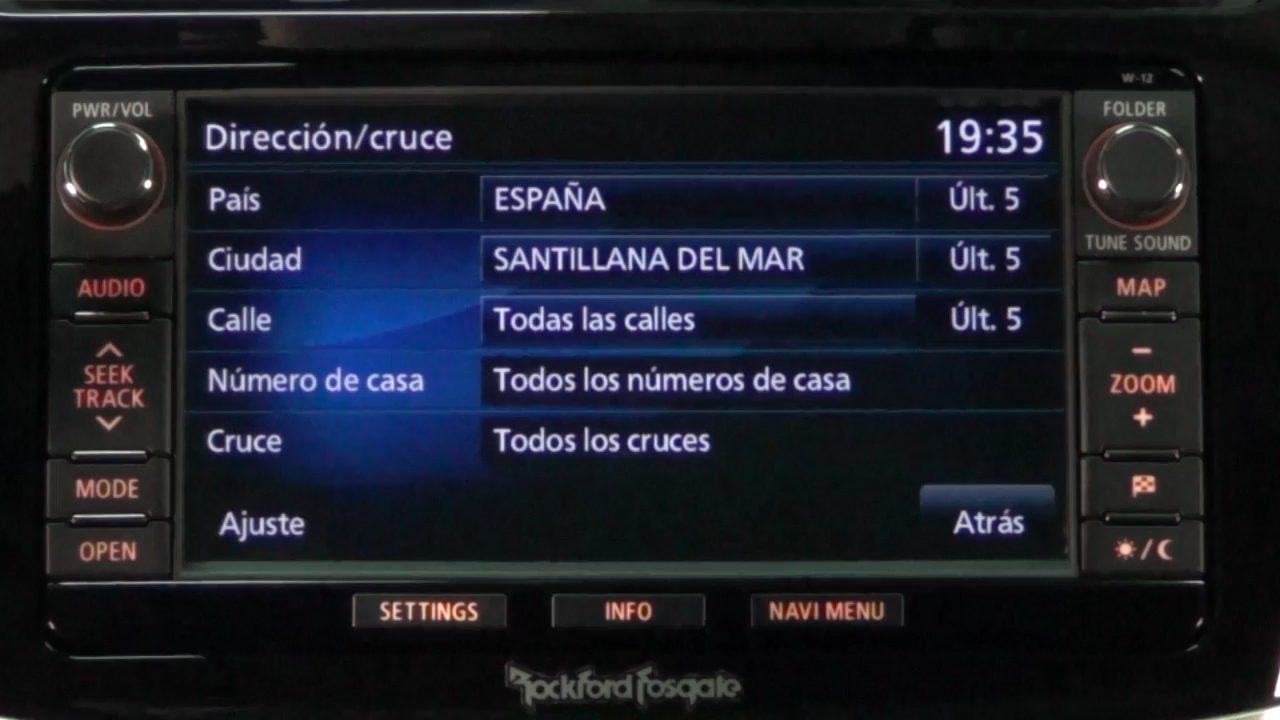 W-12
PWR/VOL
FOLDER
Dirección/cruce 19:35
País ESPAÑA Últ. 5
TUNE SOUND
Ciudad SANTILLANA DEL MAR Últ. 5
AUDIO
MAP
Calle Todas las calles Últ. 5
SEEK
TRACK
Número de casa Todos los números de casa
− 
ZOOM
+
Cruce Todos los cruces
MODE
Ajuste Atrás
OPEN
/
SETTINGS INFO NAVI MENU
Rockford Fosgate